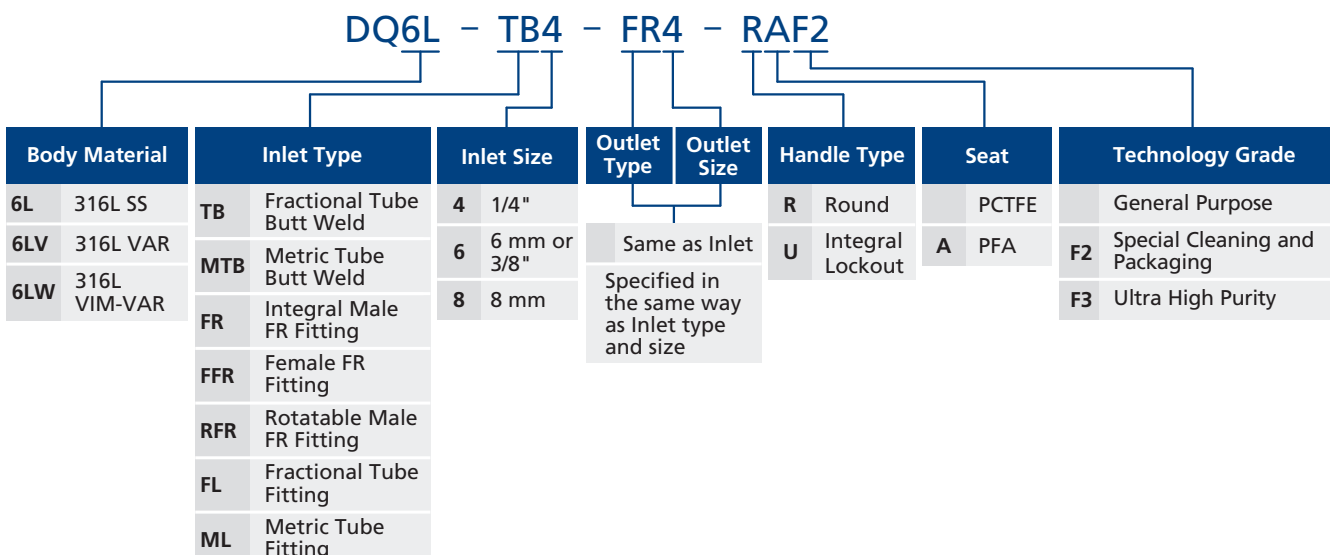 DQ6L – TB4 – FR4 – RAF2
Body Material
6L 316L SS
6LV 316L VAR
6LW 316L
VIM-VAR
Inlet Type
TB Fractional Tube
Butt Weld
MTB Metric Tube
Butt Weld
FR Integral Male
FR Fitting
FFR Female FR
Fitting
RFR Rotatable Male
FR Fitting
FL Fractional Tube
Fitting
ML Metric Tube
Fitting
Inlet Size
4 1/4"
6 6 mm or
3/8"
8 8 mm
Outlet
Type
Outlet
Size
Same as Inlet
Specified in
the same way
as Inlet type
and size
Handle Type
R Round
U Integral
Lockout
Seat
PCTFE
A PFA
Technology Grade
General Purpose
F2 Special Cleaning and
Packaging
F3 Ultra High Purity